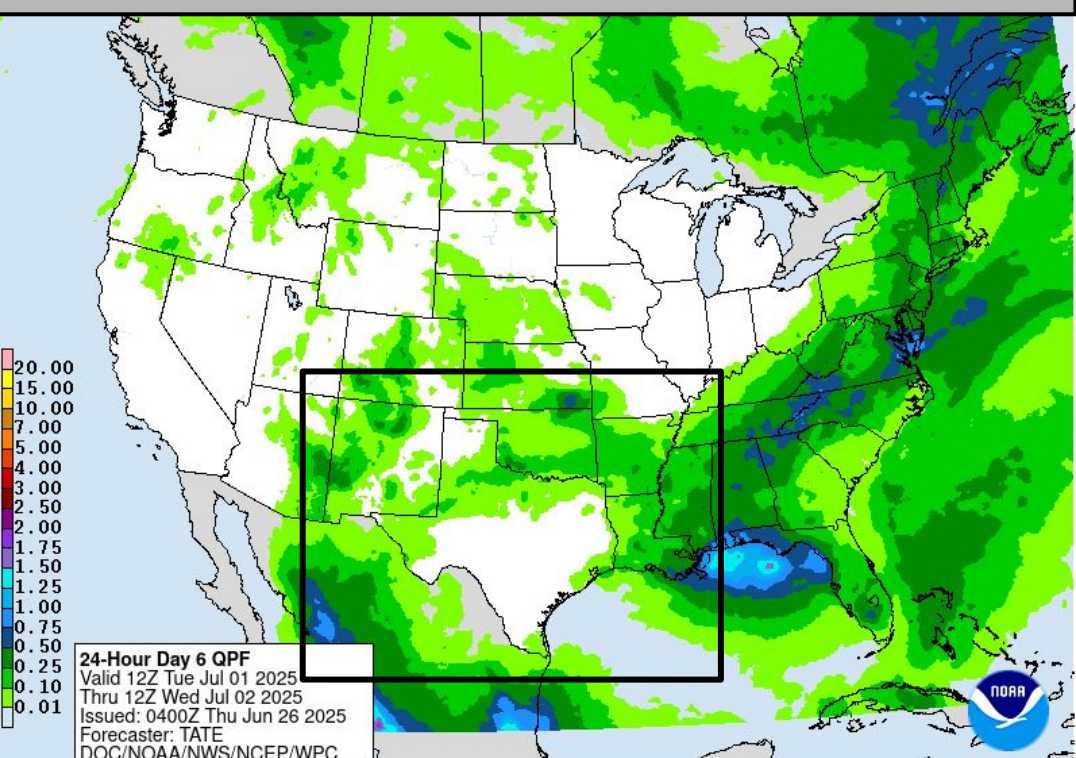 20.00
15.00
10.00
7.00
5.00
4.00
3.00
2.50
2.00
1.75
1.50
1.25
1.00
0.75
0.50
0.25
0.10
0.01
24-Hour Day 6 QPF
Valid 12Z Tue Jul 01 2025
Thru 12Z Wed Jul 02 2025
Issued: 0400Z Thu Jun 26 2025
Forecaster: TATE
DOC/NOAA/NWS/NCEP/WPC
NOAA